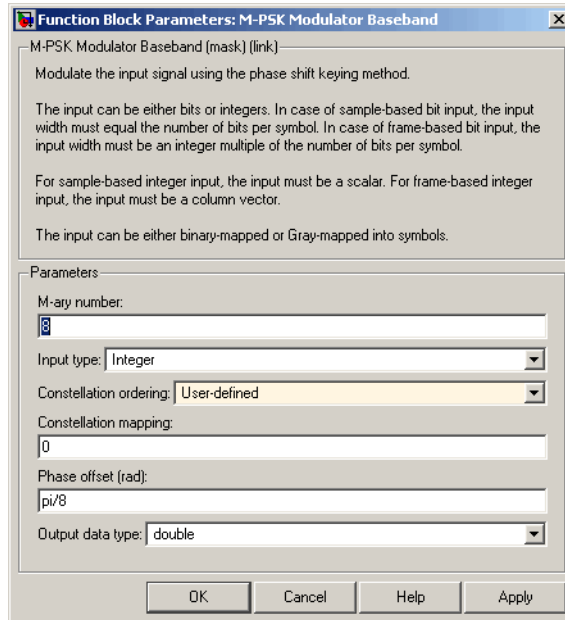 Function Block Parameters: M-PSK Modulator Baseband
M-PSK Modulator Baseband (mask) (link)
Modulate the input signal using the phase shift keying method.
The input can be either bits or integers. In case of sample-based bit input, the input
width must equal the number of bits per symbol. In case of frame-based bit input, the
input width must be an integer multiple of the number of bits per symbol.
For sample-based integer input, the input must be a scalar. For frame-based integer
input, the input must be a column vector.
The input can be either binary-mapped or Gray-mapped into symbols.
Parameters
M-ary number:
8
Input type: Integer
Constellation ordering: User-defined
Constellation mapping:
0
Phase offset (rad):
pi/8
Output data type: double
OK Cancel Help Apply